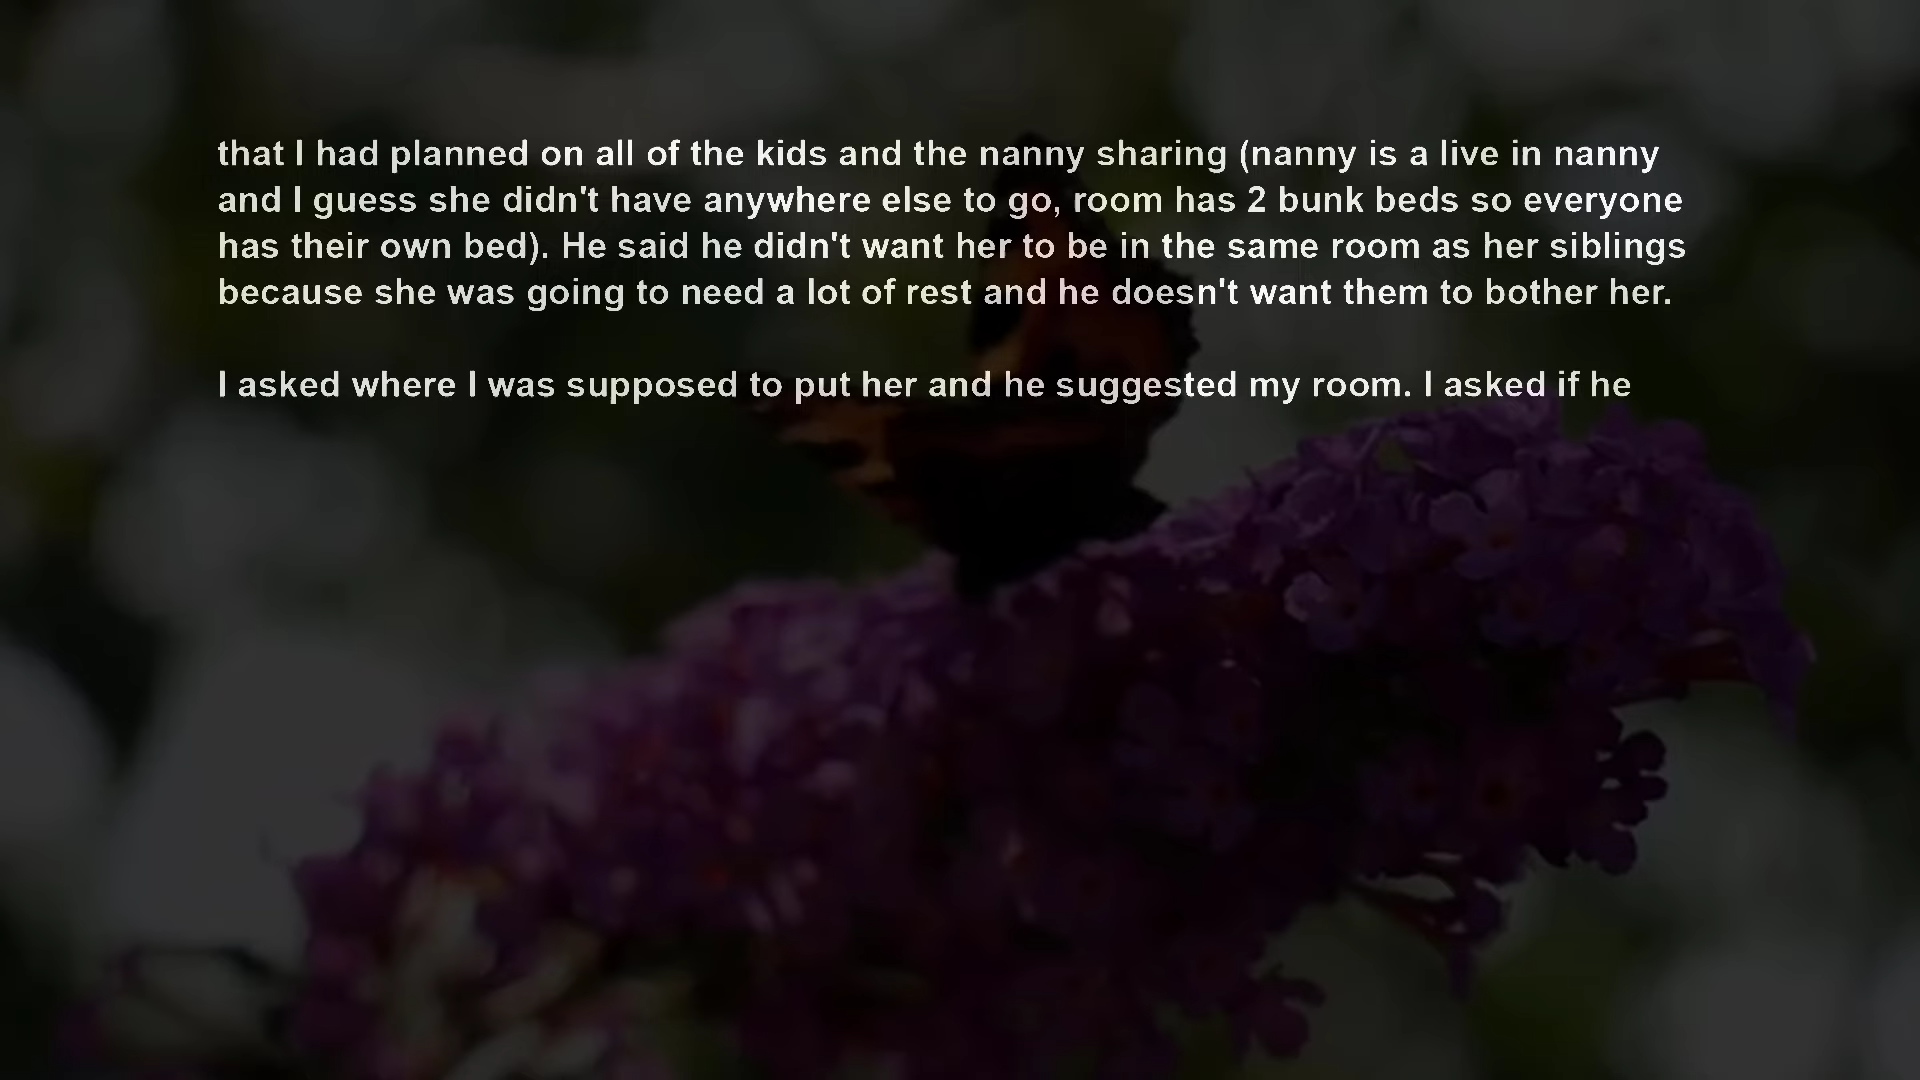 that I had planned on all of the kids and the nanny sharing (nanny is a live in nanny
and I guess she didn't have anywhere else to go, room has 2 bunk beds so everyone
has their own bed). He said he didn't want her to be in the same room as her siblings
because she was going to need a lot of rest and he doesn't want them to bother her.
I asked where I was supposed to put her and he suggested my room. I asked if he